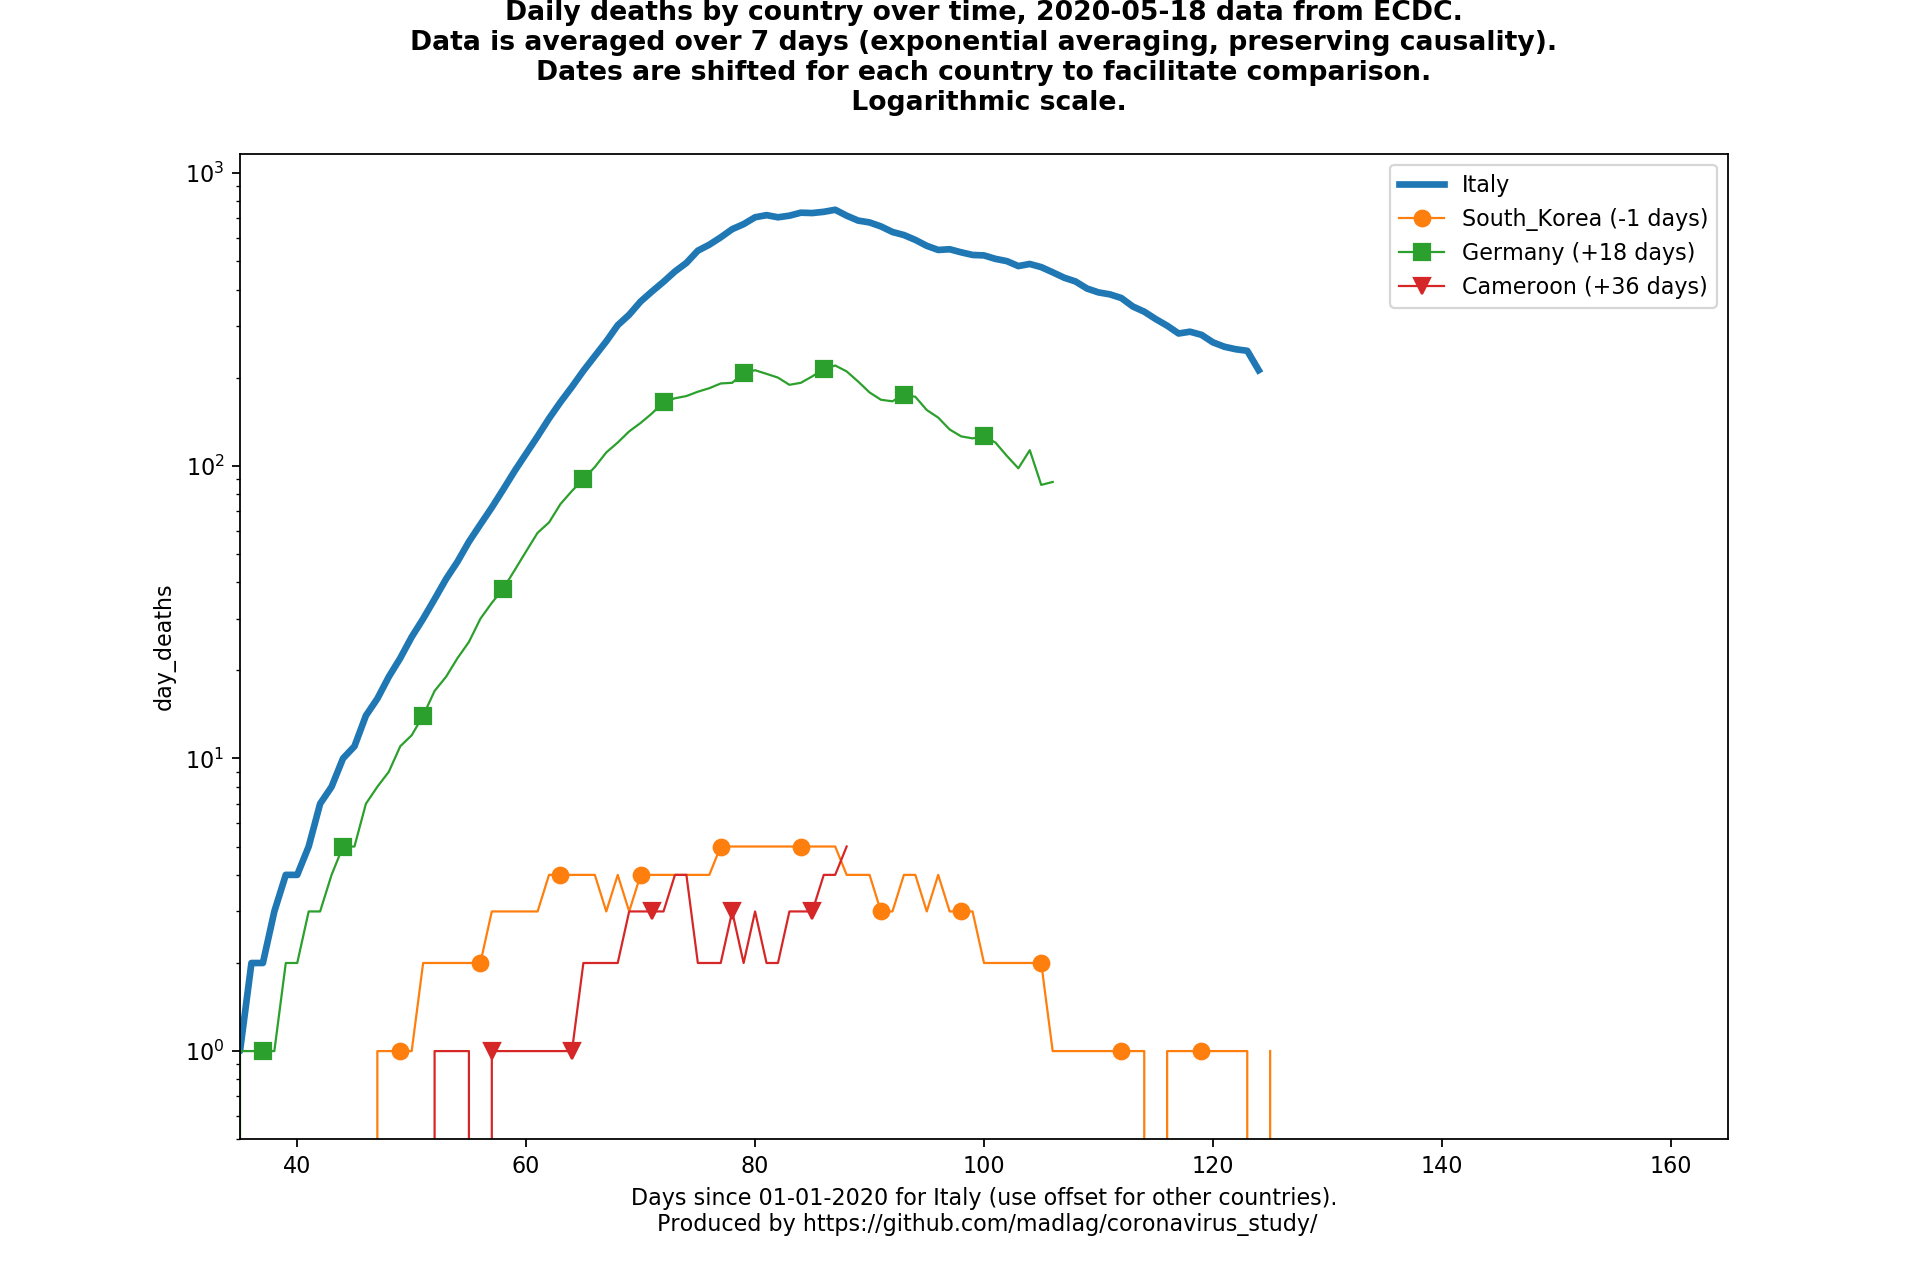 Daily deaths by country over time, 2020-05-18 data from ECDC.
Data is averaged over 7 days (exponential averaging, preserving causality).
Dates are shifted for each country to facilitate comparison.
Logarithmic scale.
10³
10²
10¹
10⁰
day_deaths
Italy
South_Korea (-1 days)
Germany (+18 days)
Cameroon (+36 days)
40 60 80 100 120 140 160
Days since 01-01-2020 for Italy (use offset for other countries).
Produced by https://github.com/madlag/coronavirus_study/